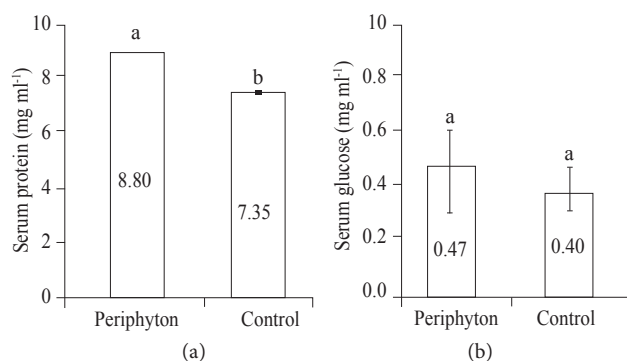 10
8
6
4
2
0
Serum protein (mg ml-1)
a
b
8.80
7.35
Periphyton
Control
(a)
10
0.8
0.6
0.4
0.2
0.0
Serum glucose (mg ml-1)
a
a
0.47
0.40
Periphyton
Control
(b)